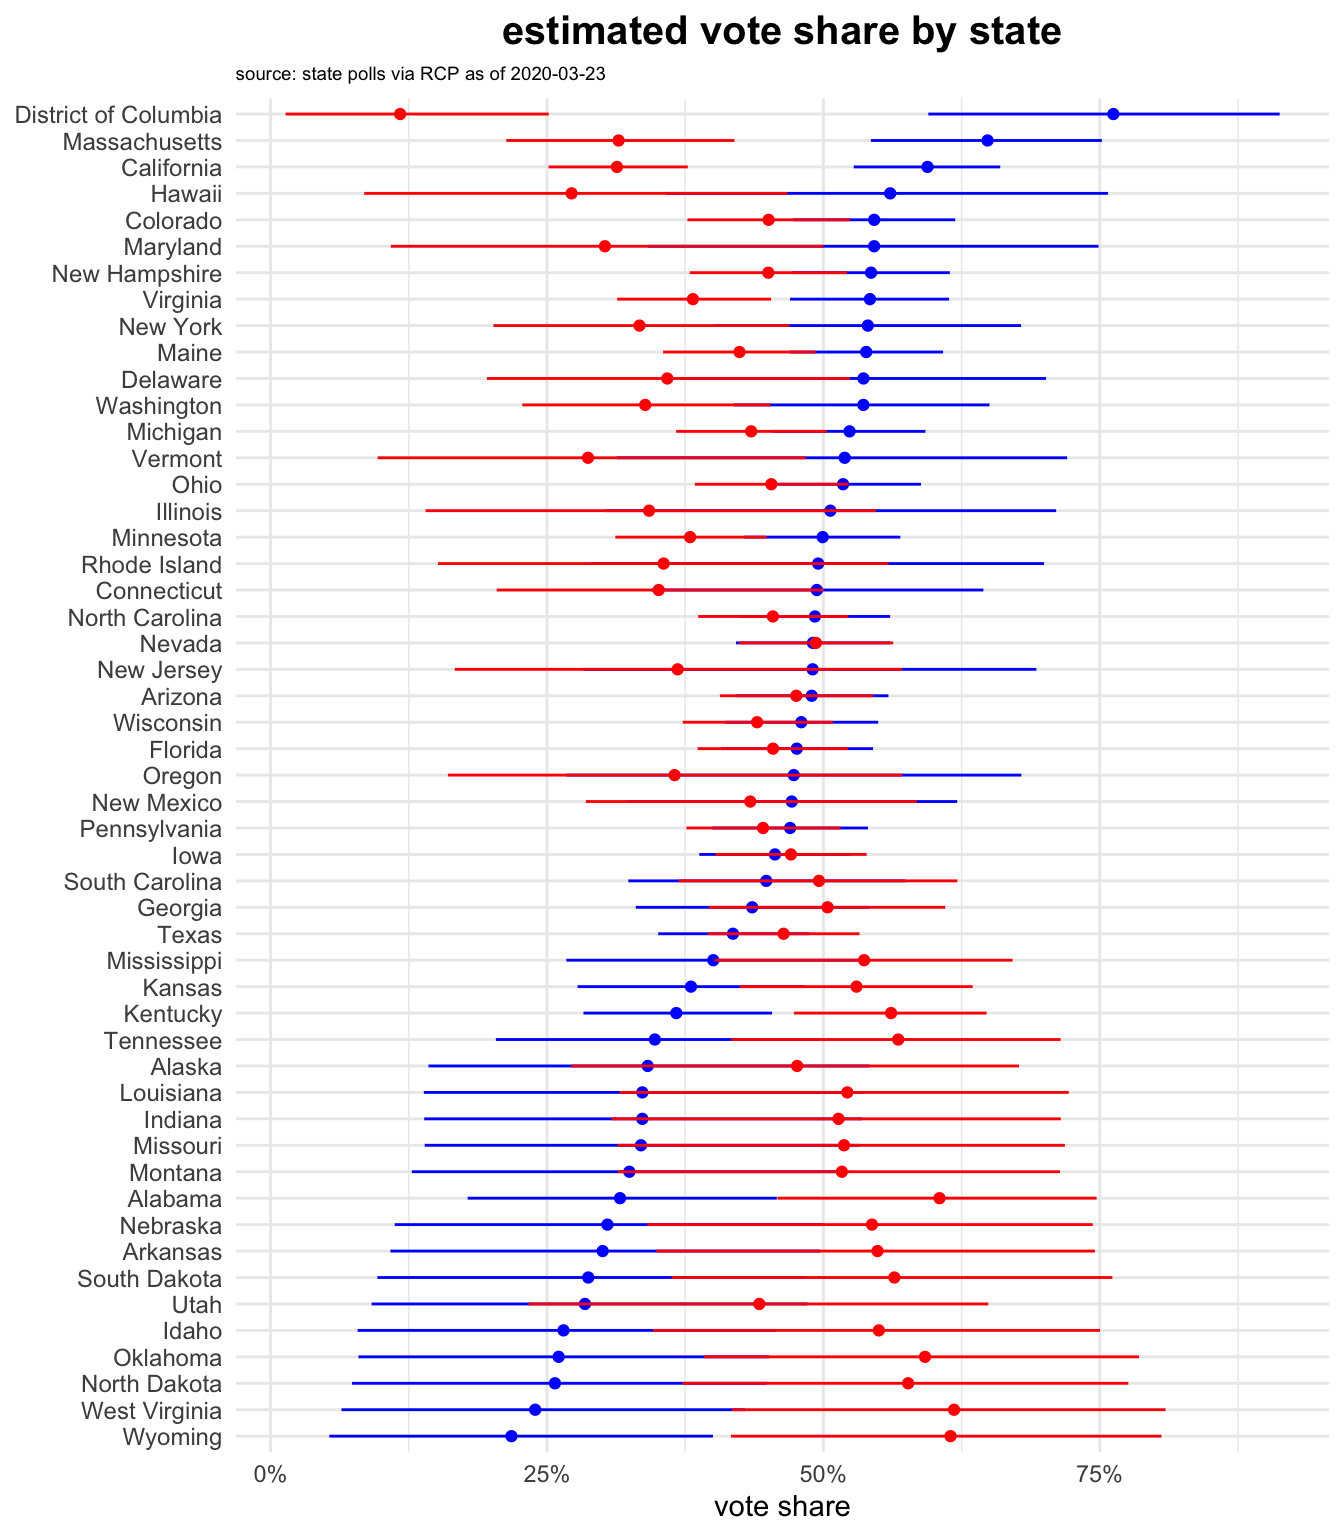 estimated vote share by state
source: state polls via RCP as of 2020-03-23
District of Columbia
Massachusetts
California
Hawaii
Colorado
Maryland
New Hampshire
Virginia
New York
Maine
Delaware
Washington
Michigan
Vermont
Ohio
Illinois
Minnesota
Rhode Island
Connecticut
North Carolina
Nevada
New Jersey
Arizona
Wisconsin
Florida
Oregon
New Mexico
Pennsylvania
Iowa
South Carolina
Georgia
Texas
Mississippi
Kansas
Kentucky
Tennessee
Alaska
Louisiana
Indiana
Missouri
Montana
Alabama
Nebraska
Arkansas
South Dakota
Utah
Idaho
Oklahoma
North Dakota
West Virginia
Wyoming
0% 25% 50% 75%
vote share